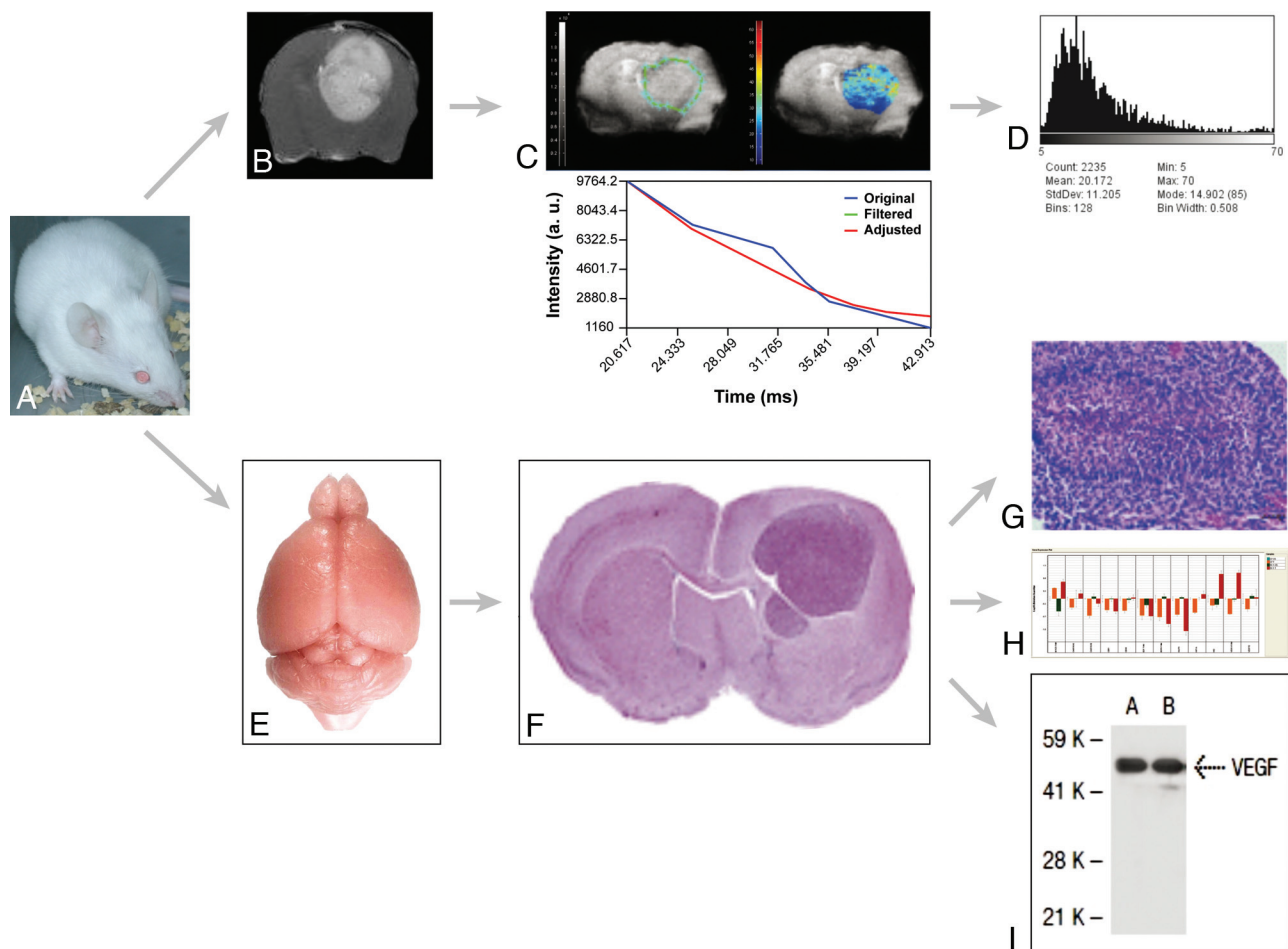 A
B
C
D
5 70
Count: 2235 Min: 5
Mean: 20.172 Max: 70
StdDev: 11.205 Mode: 14.902 (85)
Bins: 128 Bin Width: 0.508
Intensity (a. u.)
9764.2
8043.4
6322.5
4601.7
2880.8
1160
Original
Filtered
Adjusted
20.617 24.333 28.049 31.765 35.481 39.197 42.913
Time (ms)
E
F
G
H
I
A B
59 K –
VEGF
41 K –
28 K –
21 K –